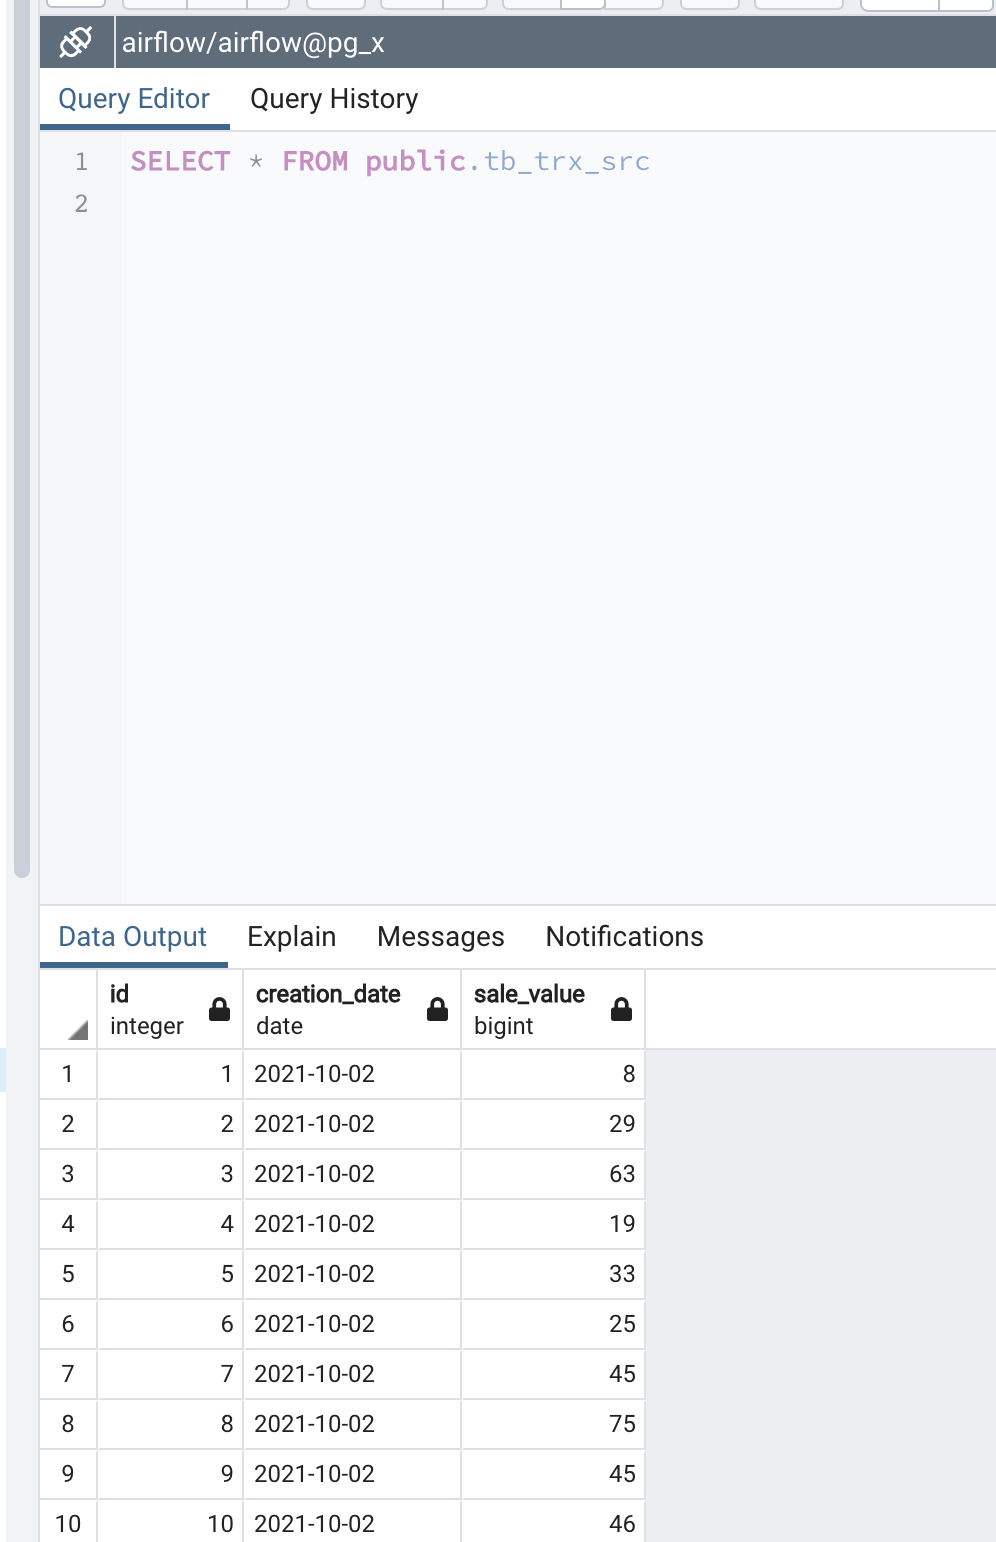 airflow/airflow@pg_x
Query Editor Query History
1 SELECT * FROM public.tb_trx_src
2
Data Output Explain Messages Notifications
id creation_date sale_value
integer date bigint
1 1 2021-10-02 8
2 2 2021-10-02 29
3 3 2021-10-02 63
4 4 2021-10-02 19
5 5 2021-10-02 33
6 6 2021-10-02 25
7 7 2021-10-02 45
8 8 2021-10-02 75
9 9 2021-10-02 45
10 10 2021-10-02 46